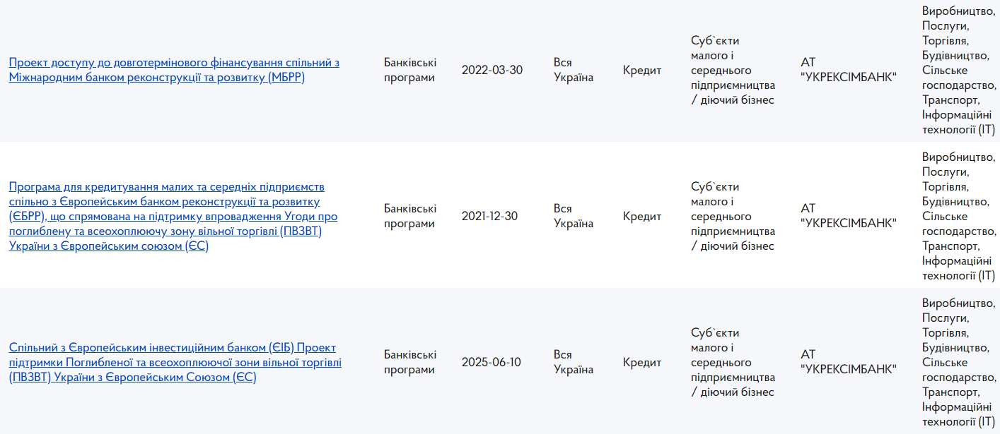 Проект доступу до довготермінового фінансування спільний з
Міжнародним банком реконструкції та розвитку (МБРР)
Банківські
програми
2022-03-30
Вся
Україна
Кредит
Суб`єкти
малого і
середнього
підприємництва
/ діючий бізнес
АТ
"УКРЕКСІМБАНК"
Виробництво,
Послуги,
Торгівля,
Будівництво,
Сільське
господарство,
Транспорт,
Інформаційні
технології (ІТ)
Програма для кредитування малих та середніх підприємств
спільно з Європейським банком реконструкції та розвитку
(ЄБРР), що спрямована на підтримку впровадження Угоди про
поглиблену та всеохоплюючу зону вільної торгівлі (ПВЗВТ)
України з Європейським союзом (ЄС)
Банківські
програми
2021-12-30
Вся
Україна
Кредит
Суб`єкти
малого і
середнього
підприємництва
/ діючий бізнес
АТ
"УКРЕКСІМБАНК"
Виробництво,
Послуги,
Торгівля,
Будівництво,
Сільське
господарство,
Транспорт,
Інформаційні
технології (ІТ)
Спільний з Європейським інвестиційним банком (ЄІБ) Проект
підтримки Поглибленої та всеохоплюючої зони вільної торгівлі
(ПВЗВТ) України з Європейським Союзом (ЄС)
Банківські
програми
2025-06-10
Вся
Україна
Кредит
Суб`єкти
малого і
середнього
підприємництва
/ діючий бізнес
АТ
"УКРЕКСІМБАНК"
Виробництво,
Послуги,
Торгівля,
Будівництво,
Сільське
господарство,
Транспорт,
Інформаційні
технології (ІТ)